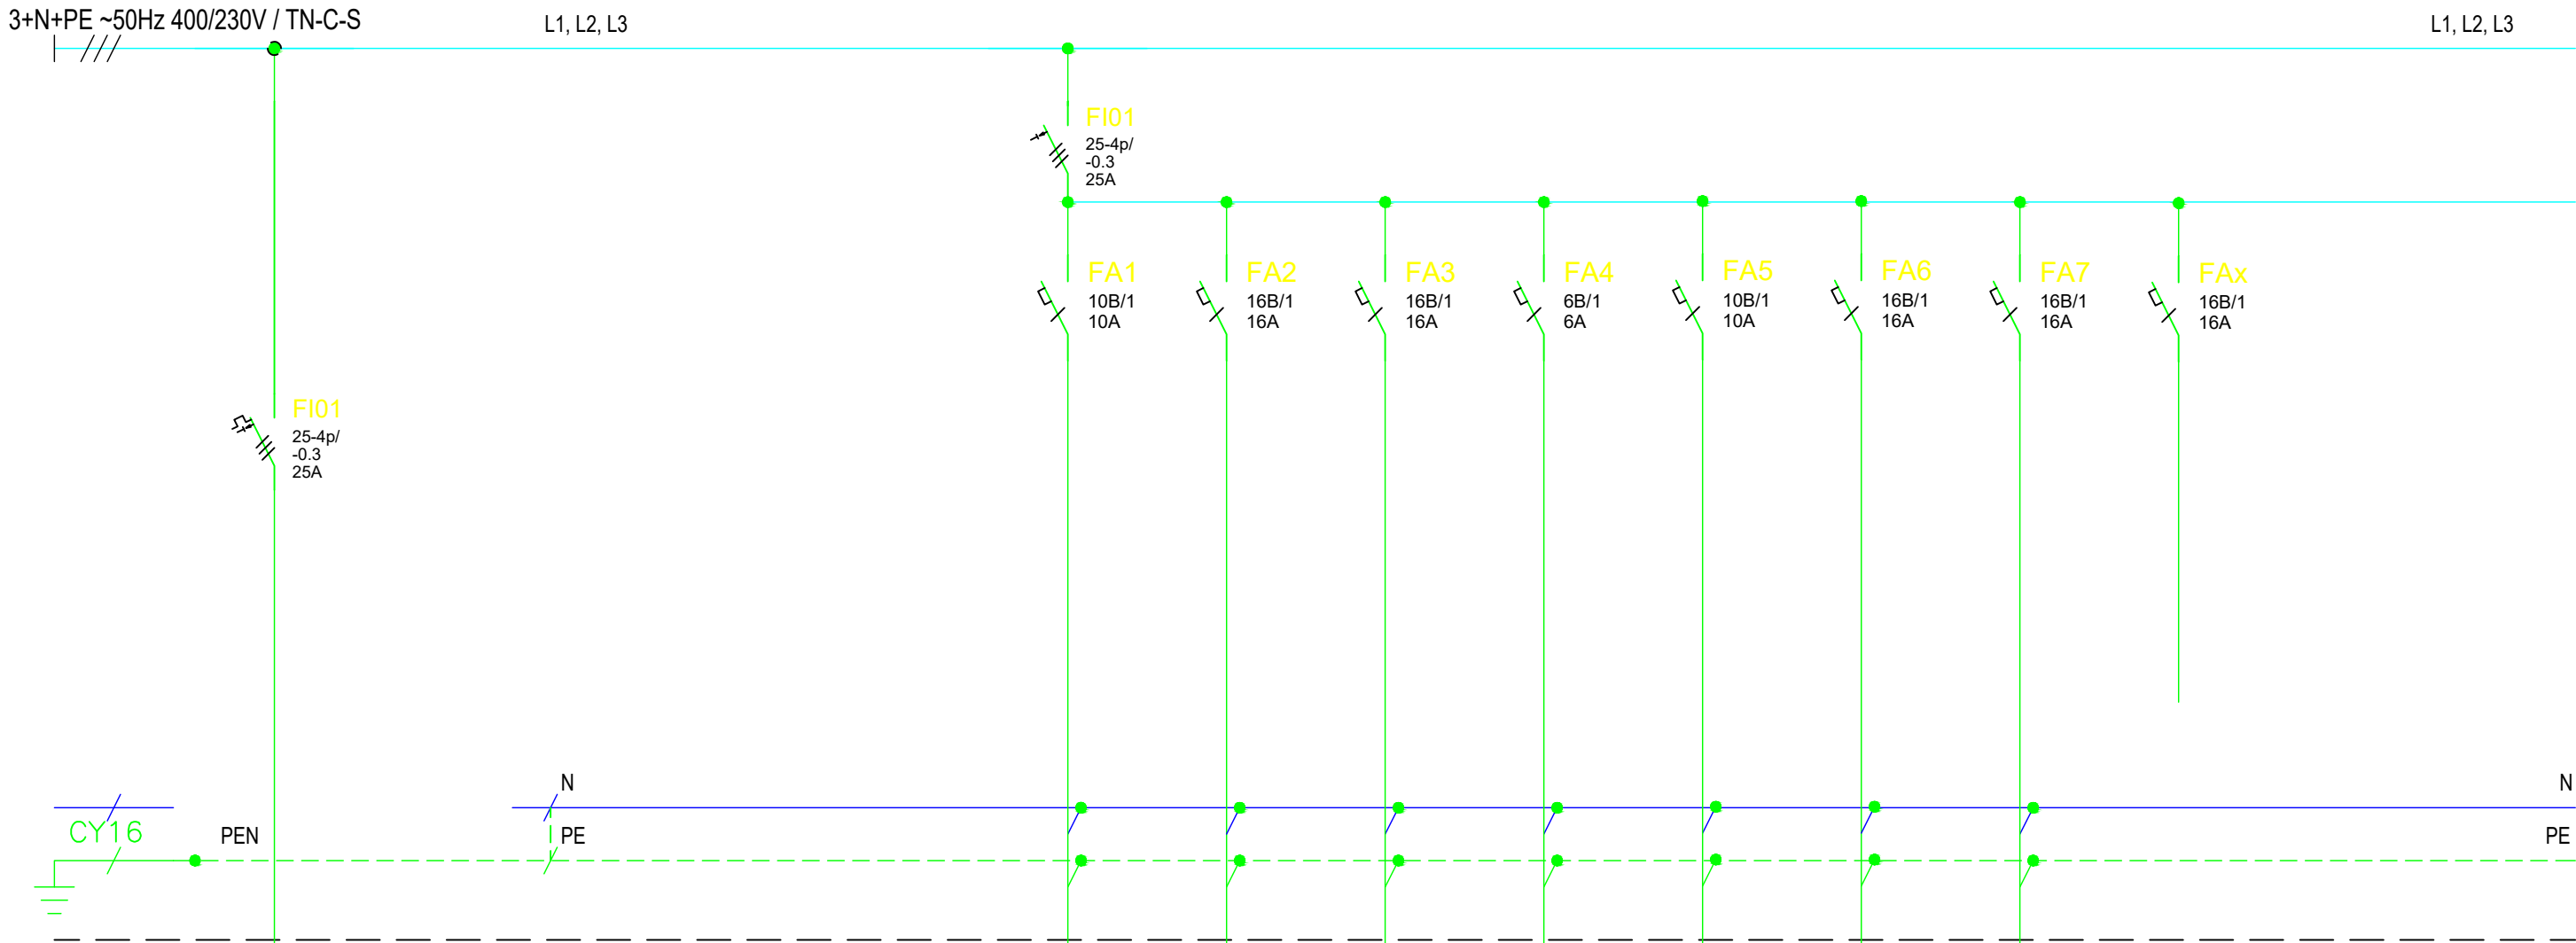 3+N+PE ~50Hz 400/230V / TN-C-S
L1, L2, L3
L1, L2, L3
FI01
25-4p/
-0.3
25A
FA1
10B/1
10A
FA2
16B/1
16A
FA3
16B/1
16A
FA4
6B/1
6A
FA5
10B/1
10A
FA6
16B/1
16A
FA7
16B/1
16A
FAx
16B/1
16A
FI01
25-4p/
-0.3
25A
N
N
CY16
PEN
PE
PE